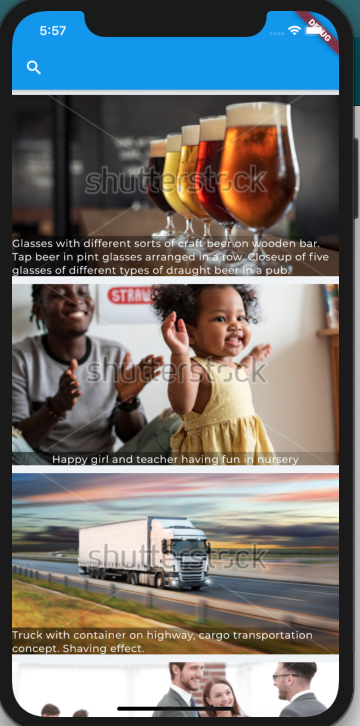 5:57
DEBUG
shutterstock
Glasses with different sorts of craft beer on wooden bar.
Tap beer in pint glasses arranged in a row. Closeup of five
glasses of different types of draught beer in a pub.
STRAW
shutterstock
Happy girl and teacher having fun in nursery
shutterstock
Truck with container on highway, cargo transportation
concept. Shaving effect.